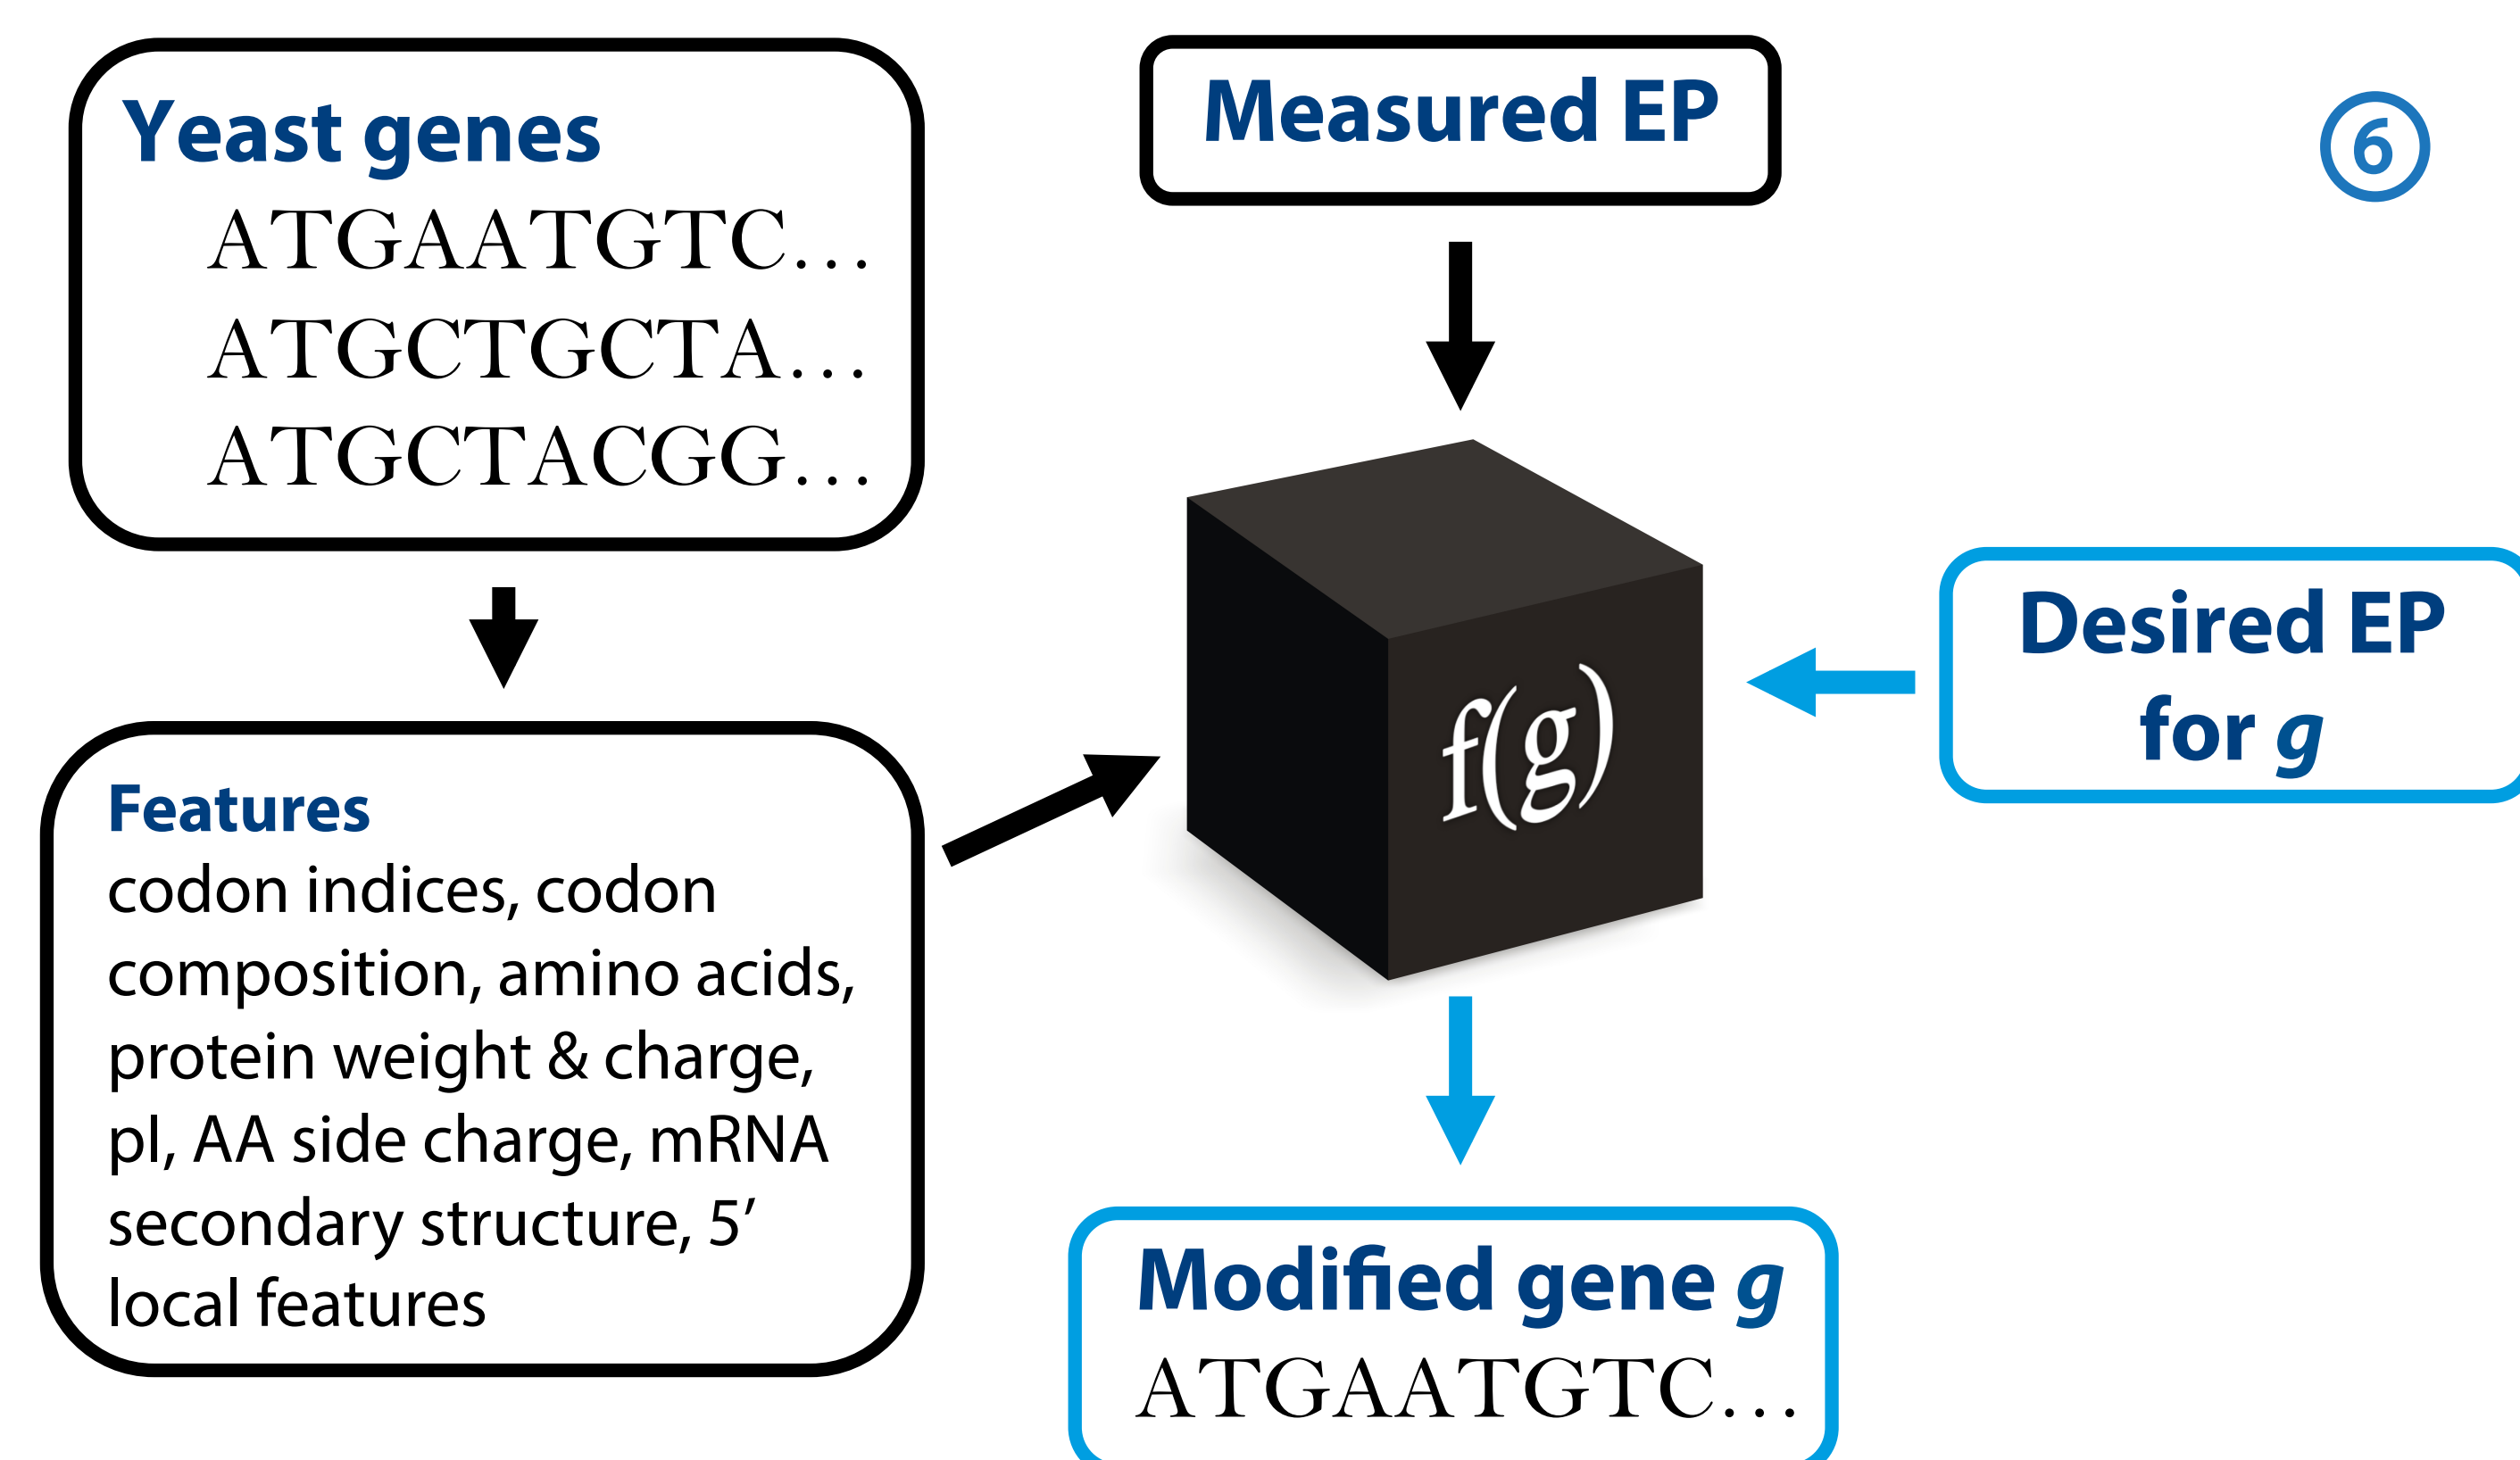 Yeast genes
ATGAATGTC...
ATGCTGCTA...
ATGCTACGG...
Features
codon indices, codon
composition, amino acids,
protein weight & charge,
pI, AA side charge, mRNA
secondary structure, 5′
local features
Measured EP
f(g)
Desired EP
for g
Modified gene g
ATGAATGTC...
6